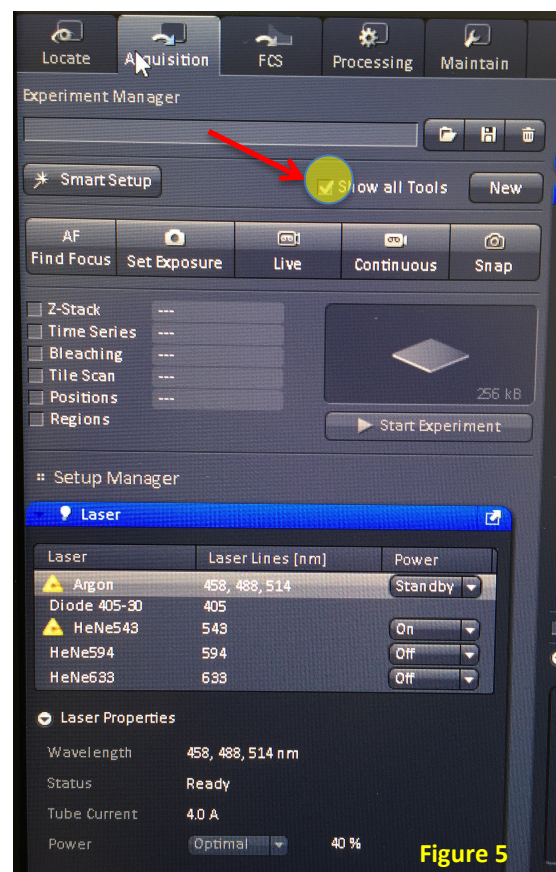 Locate Acquisition FCS Processing Maintain
Experiment Manager
Smart Setup Show all Tools New
AF
Find Focus Set Exposure Live Continuous Snap
Z-Stack ---
Time Series ---
Bleaching ---
Tile Scan ---
Positions --- 256 kB
Regions Start Experiment
Setup Manager
Laser
Laser Laser Lines [nm] Power
Argon 458, 488, 514 Standby
Diode 405-30 405
HeNe543 543 On
HeNe594 594 Off
HeNe633 633 Off
Laser Properties
Wavelength 458, 488, 514 nm
Status Ready
Tube Current 4.0 A
Power Optimal 40 %
Figure 5